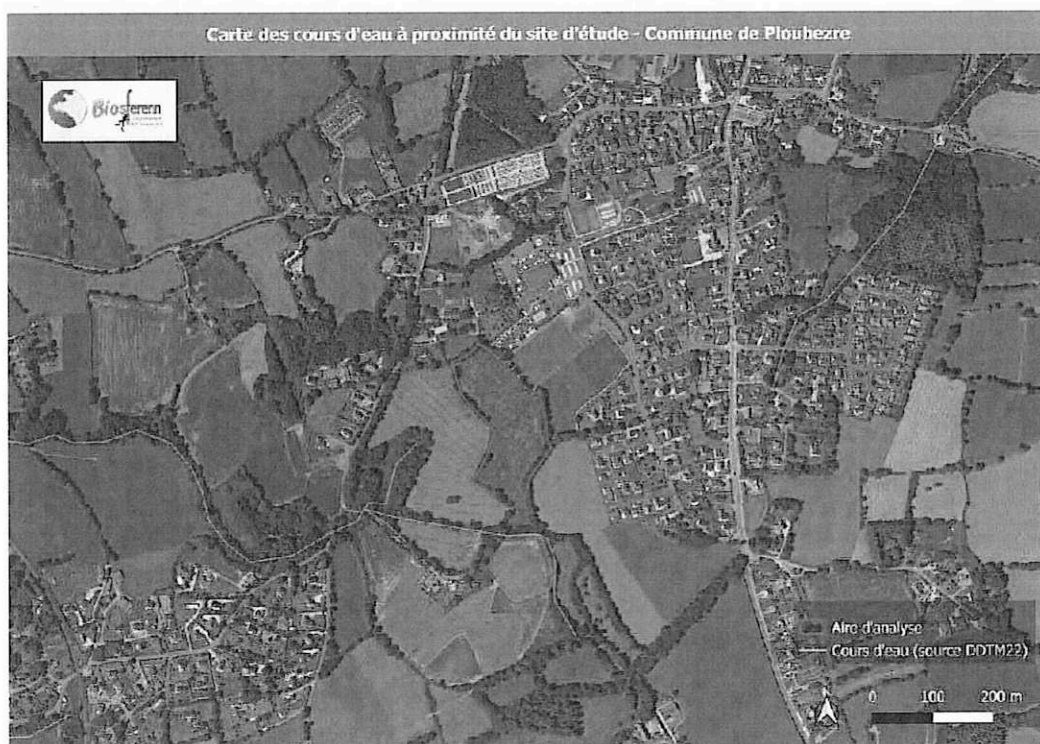 Carte des cours d'eau à proximité du site d'étude - Commune de Ploubezre
Biosferenn
Aire d'analyse
Cours d'eau (source DDTM22)
0 100 200 m